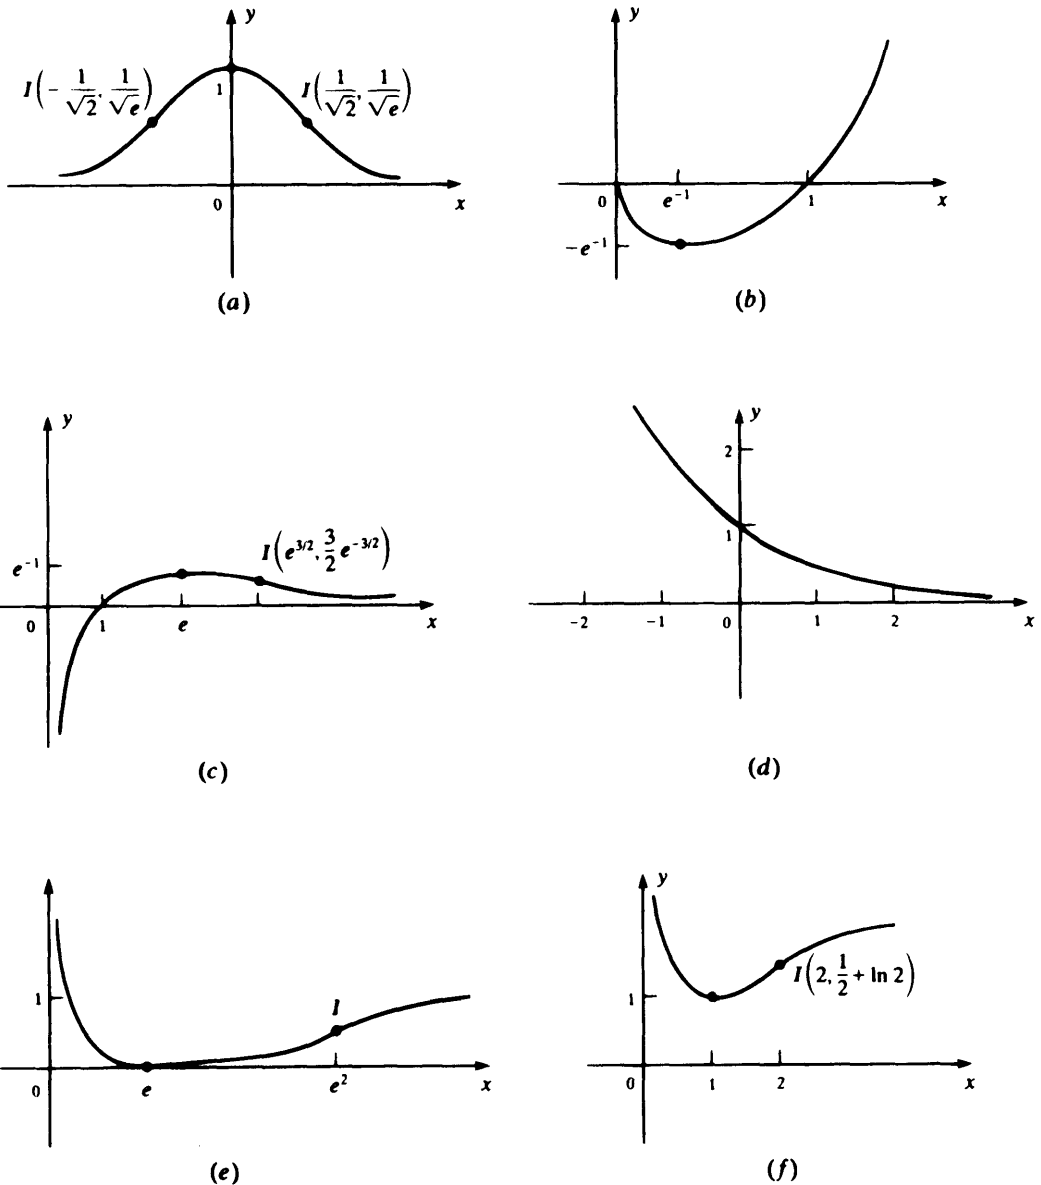 y
I(-1/√2, 1/√e)
I(1/√2, 1/√e)
1
0
x
(a)
y
0
e⁻¹
1
x
-e⁻¹
(b)
y
e⁻¹
I(e^{3/2}, 3/2 e^{-3/2})
0
1
e
x
(c)
y
2
1
-2
-1
0
1
2
x
(d)
1
I
0
e
e²
x
(e)
y
1
I(2, 1/2 + ln 2)
0
1
2
x
(f)